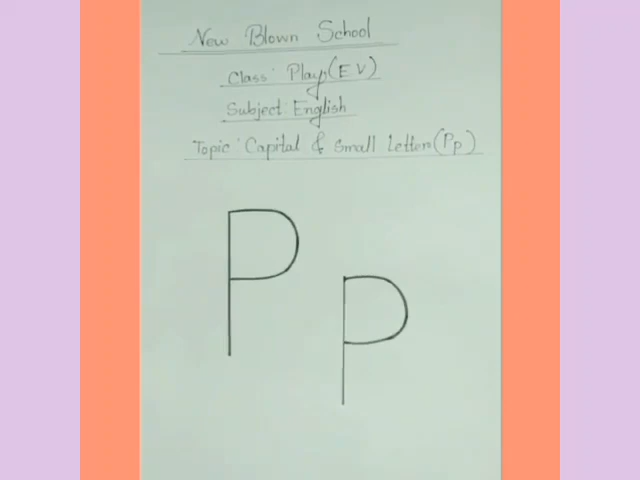 New Blown School
Class: Play(EV)
Subject: English
Topic: Capital & Small Letter(Pp)
P p